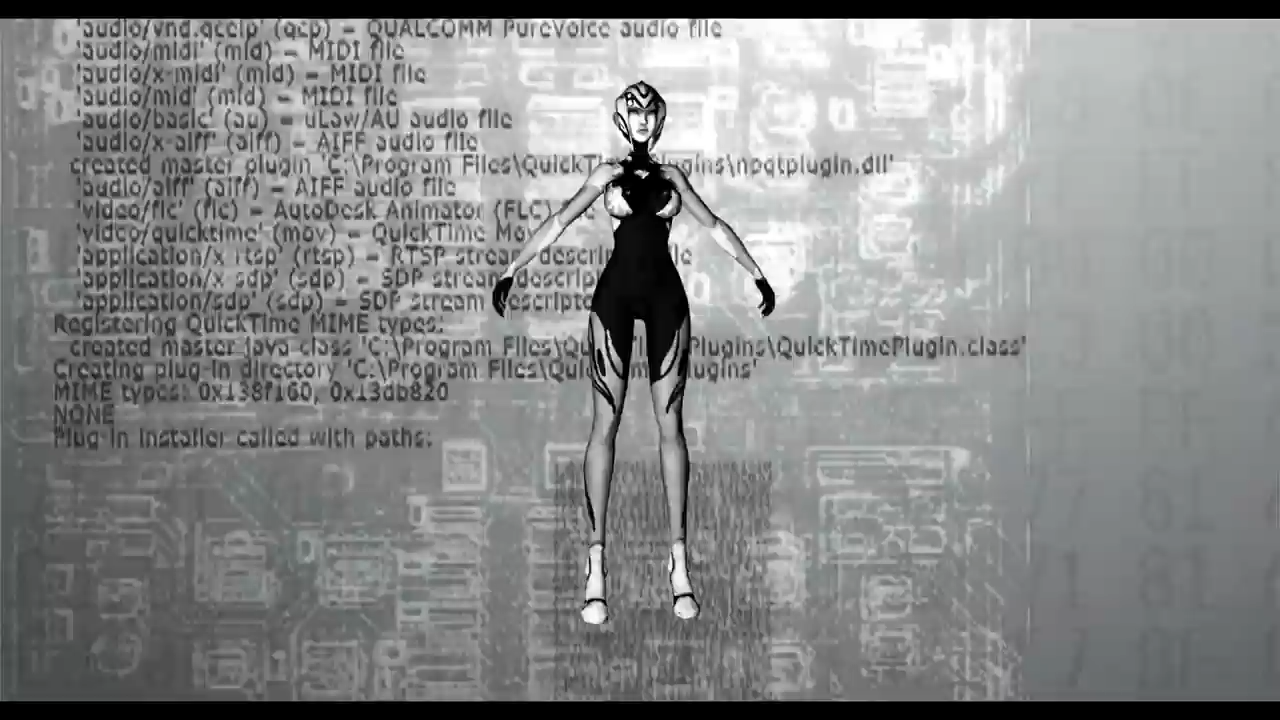 'audio/vnd.qcelp' (qcp) – QUALCOMM PureVoice audio file
'audio/midi' (mid) – MIDI file
'audio/x-midi' (mid) – MIDI file
'audio/mid' (mid) – MIDI file
'audio/basic' (au) – uLaw/AU audio file
'audio/x-aiff' (aiff) – AIFF audio file
created master plugin 'C:\Program Files\QuickTime\Plugins\npqtplugin.dll'
'audio/aiff' (aiff) – AIFF audio file
'video/flc' (flc) – AutoDesk Animator (FLC)
'video/quicktime' (mov) – QuickTime
'application/x-rtsp' (rtsp) – RTSP stream
'application/x-sdp' (sdp) – SDP stream
'application/sdp' (sdp) – SDP stream
Registering QuickTime MIME types:
created master java class 'C:\Program Files\ Plugins\QuickTimePlugin.class'
Creating plug-in directory 'C:\Program Files\
MIME types: 0x138f160, 0x13db820
NONE
Plug-in installer called with paths:
61
81